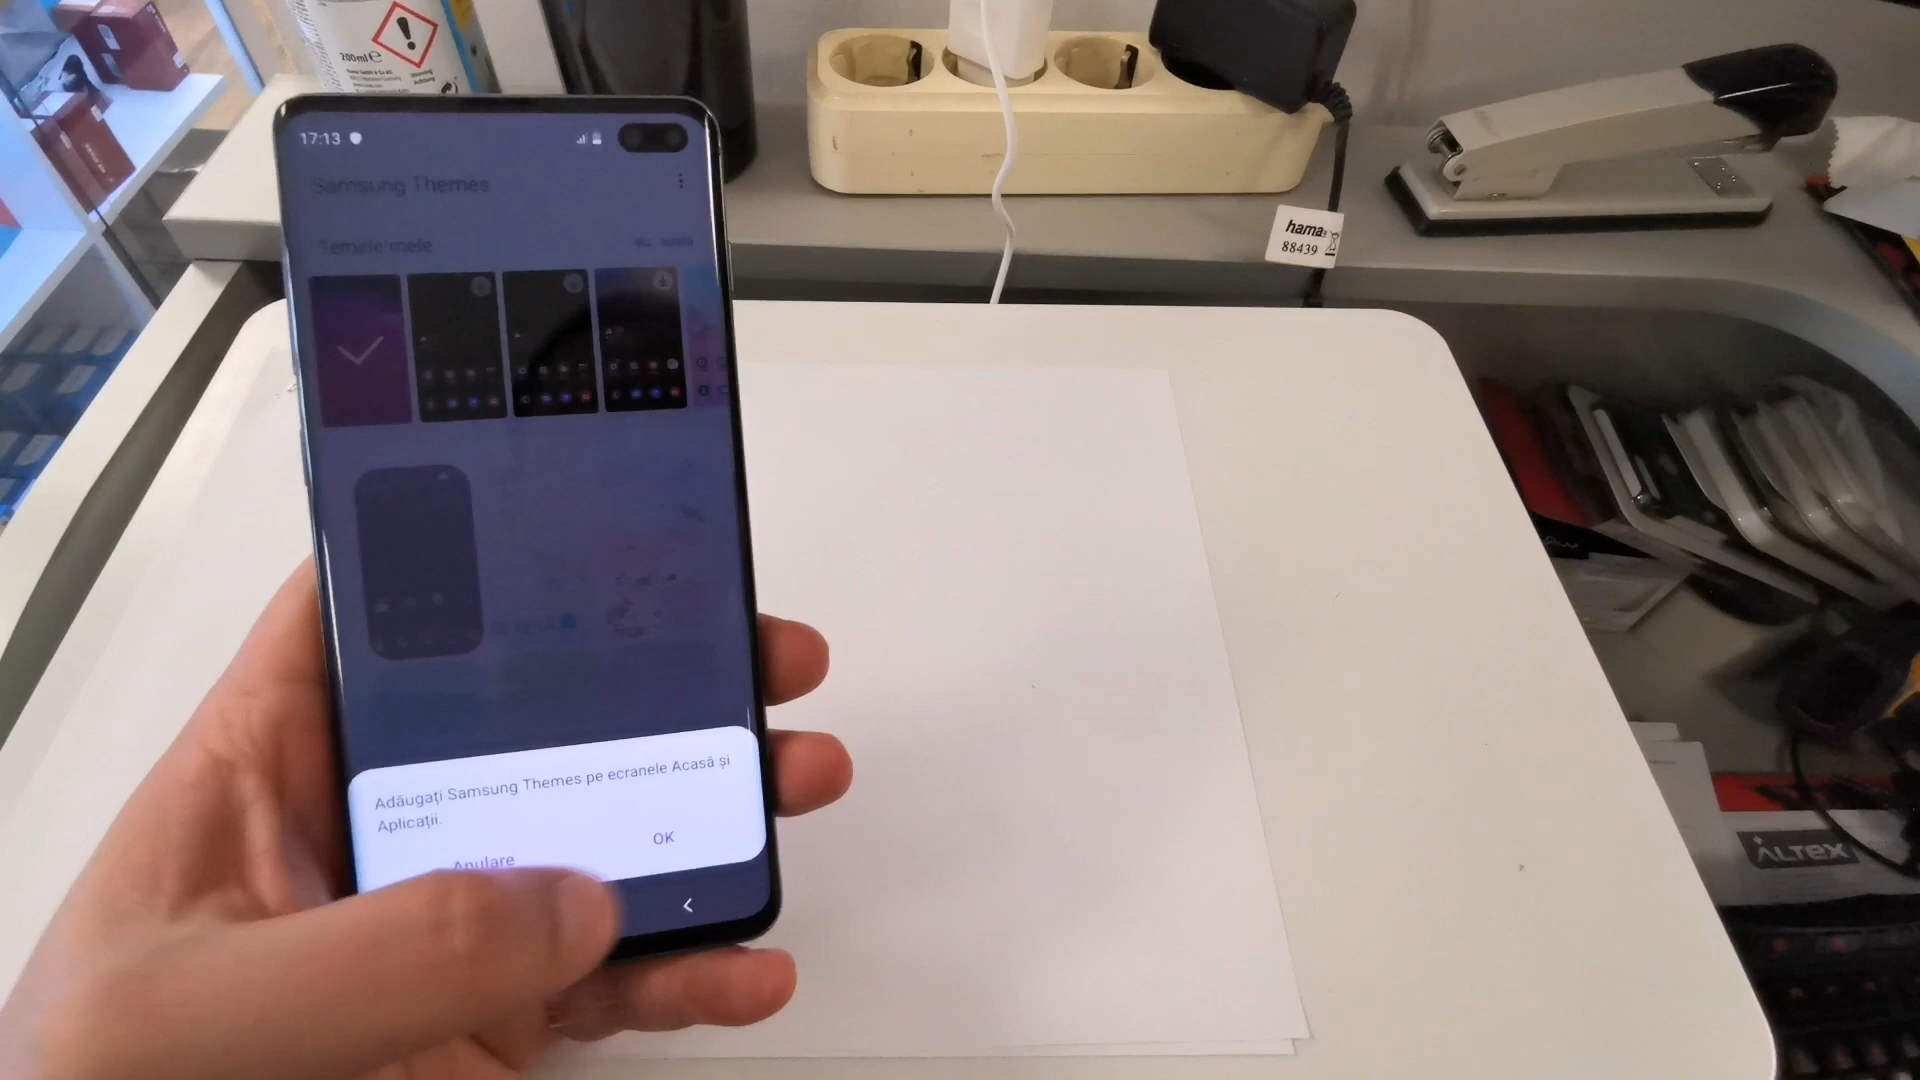 200ml e
17:13
Samsung Themes
Temele mele
Adăugați Samsung Themes pe ecranele Acasă și
Aplicații.
Anulare
OK
hama
88439
ALTEX